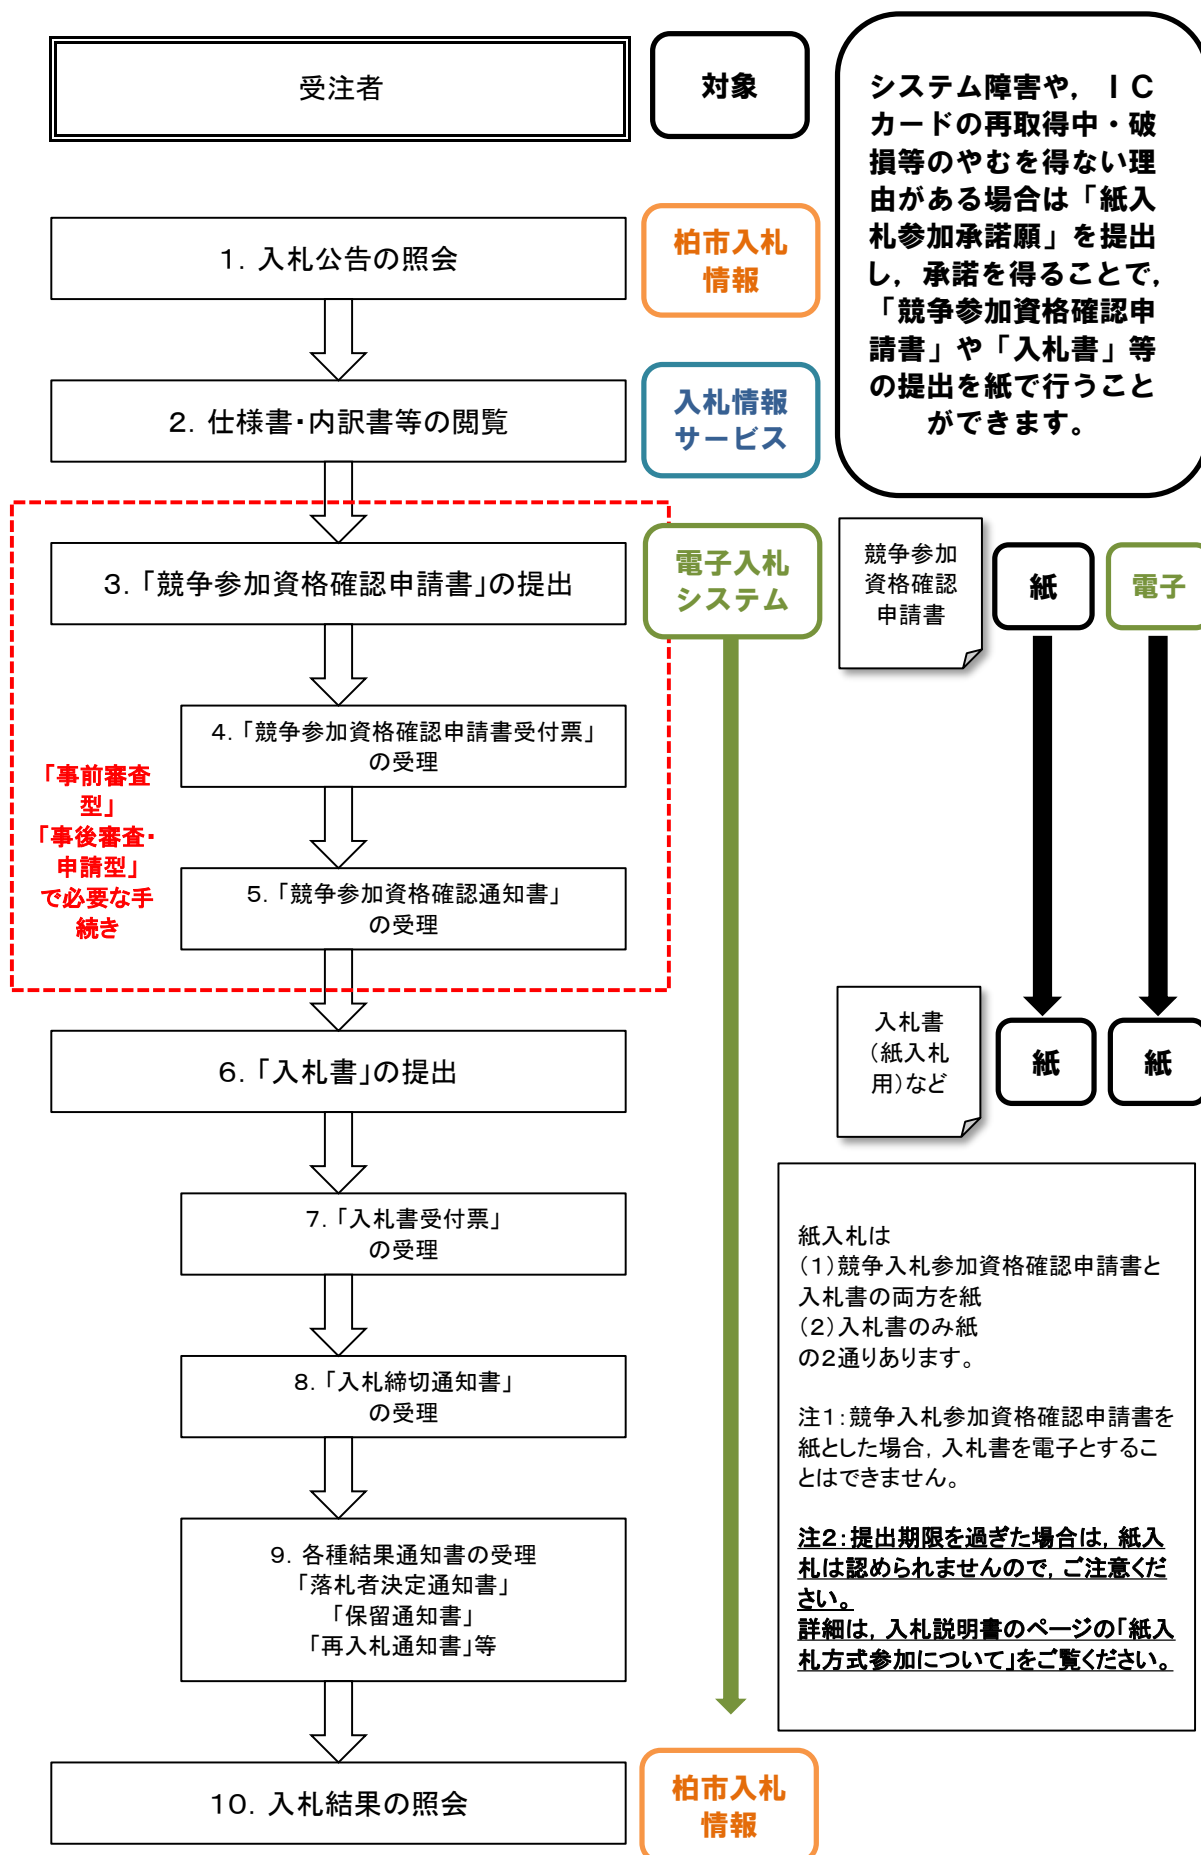 受注者
対象
システム障害や，ＩＣ
カードの再取得中・破
損等のやむを得ない理
由がある場合は「紙入
札参加承諾願」を提出
し，承諾を得ることで，
「競争参加資格確認申
請書」や「入札書」等
の提出を紙で行うこと
ができます。
1．入札公告の照会
柏市入札
情報
2．仕様書・内訳書等の閲覧
入札情報
サービス
3．「競争参加資格確認申請書」の提出
電子入札
システム
競争参加
資格確認
申請書
紙
電子
4．「競争参加資格確認申請書受付票」
の受理
「事前審査
型」
「事後審査・
申請型」
で必要な手
続き
5．「競争参加資格確認通知書」
の受理
6．「入札書」の提出
入札書
（紙入札
用）など
紙
紙
7．「入札書受付票」
の受理
8．「入札締切通知書」
の受理
9．各種結果通知書の受理
「落札者決定通知書」
「保留通知書」
「再入札通知書」等
紙入札は
（1）競争入札参加資格確認申請書と
入札書の両方を紙
（2）入札書のみ紙
の2通りあります。
注1：競争入札参加資格確認申請書を
紙とした場合，入札書を電子とするこ
とはできません。
注2：提出期限を過ぎた場合は，紙入
札は認められませんので，ご注意くだ
さい。
詳細は，入札説明書のページの「紙入
札方式参加について」をご覧ください。
10．入札結果の照会
柏市入札
情報